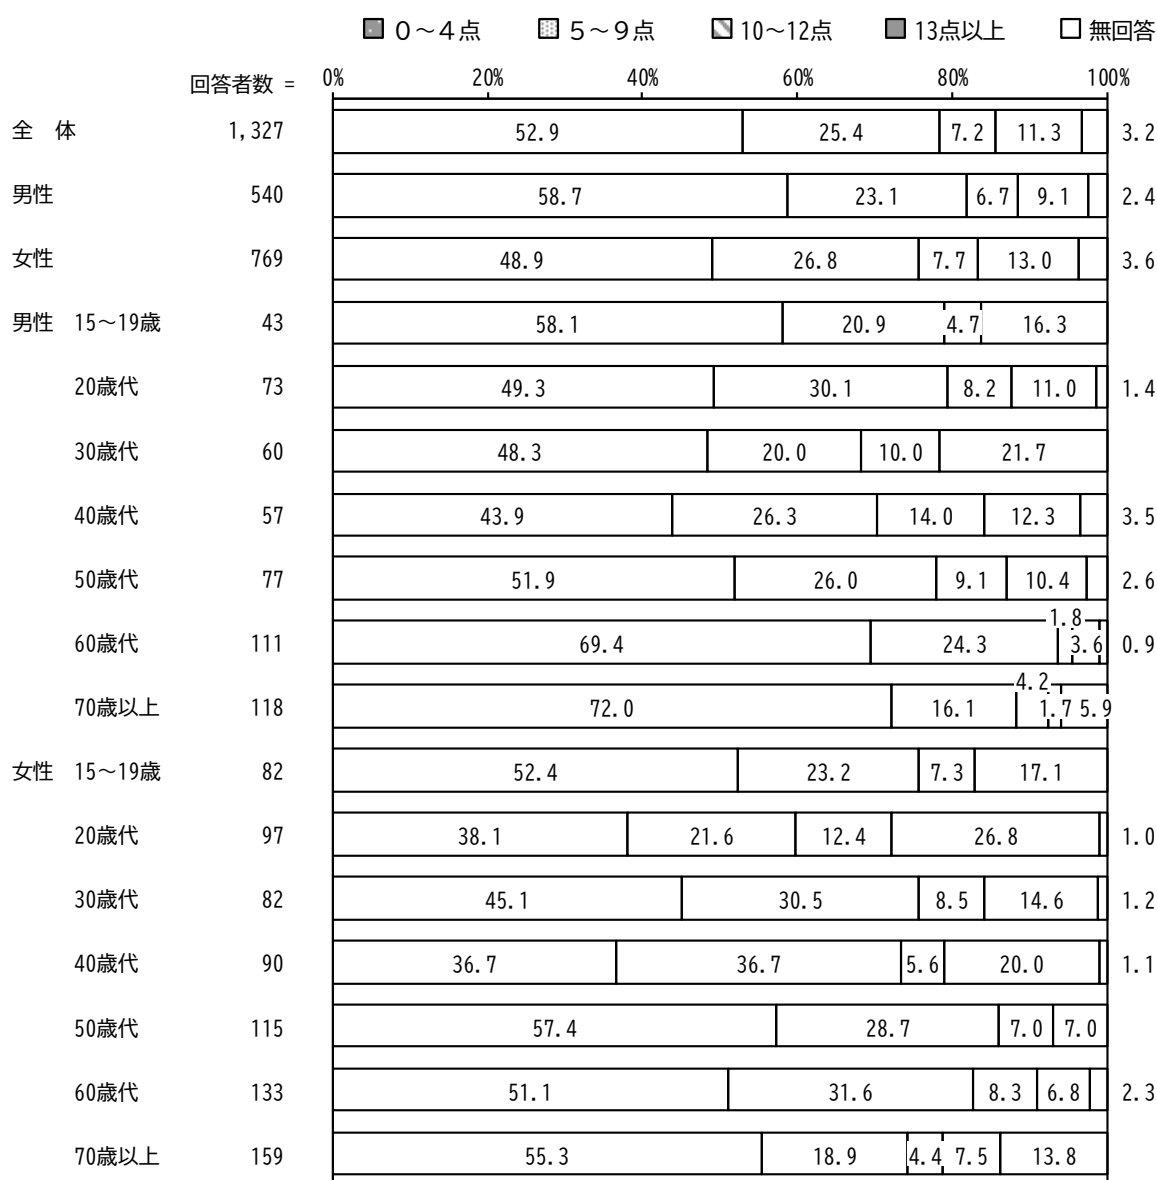 ０～４点 ５～９点 10～12点 13点以上 無回答
回答者数 = 0% 20% 40% 60% 80% 100%
全 体 1,327 52.9 25.4 7.2 11.3 3.2
男性 540 58.7 23.1 6.7 9.1 2.4
女性 769 48.9 26.8 7.7 13.0 3.6
男性 15～19歳 43 58.1 20.9 4.7 16.3
20歳代 73 49.3 30.1 8.2 11.0 1.4
30歳代 60 48.3 20.0 10.0 21.7
40歳代 57 43.9 26.3 14.0 12.3 3.5
50歳代 77 51.9 26.0 9.1 10.4 2.6
60歳代 111 69.4 24.3 1.8 3.6 0.9
70歳以上 118 72.0 16.1 4.2 1.7 5.9
女性 15～19歳 82 52.4 23.2 7.3 17.1
20歳代 97 38.1 21.6 12.4 26.8 1.0
30歳代 82 45.1 30.5 8.5 14.6 1.2
40歳代 90 36.7 36.7 5.6 20.0 1.1
50歳代 115 57.4 28.7 7.0 7.0
60歳代 133 51.1 31.6 8.3 6.8 2.3
70歳以上 159 55.3 18.9 4.4 7.5 13.8